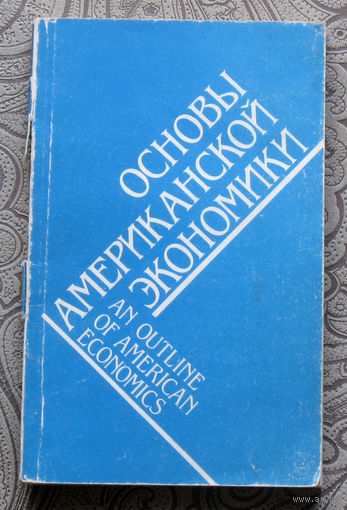 ОСНОВЫ
АМЕРИКАНСКОЙ
ЭКОНОМИКИ
AN OUTLINE
OF AMERICAN
ECONOMICS